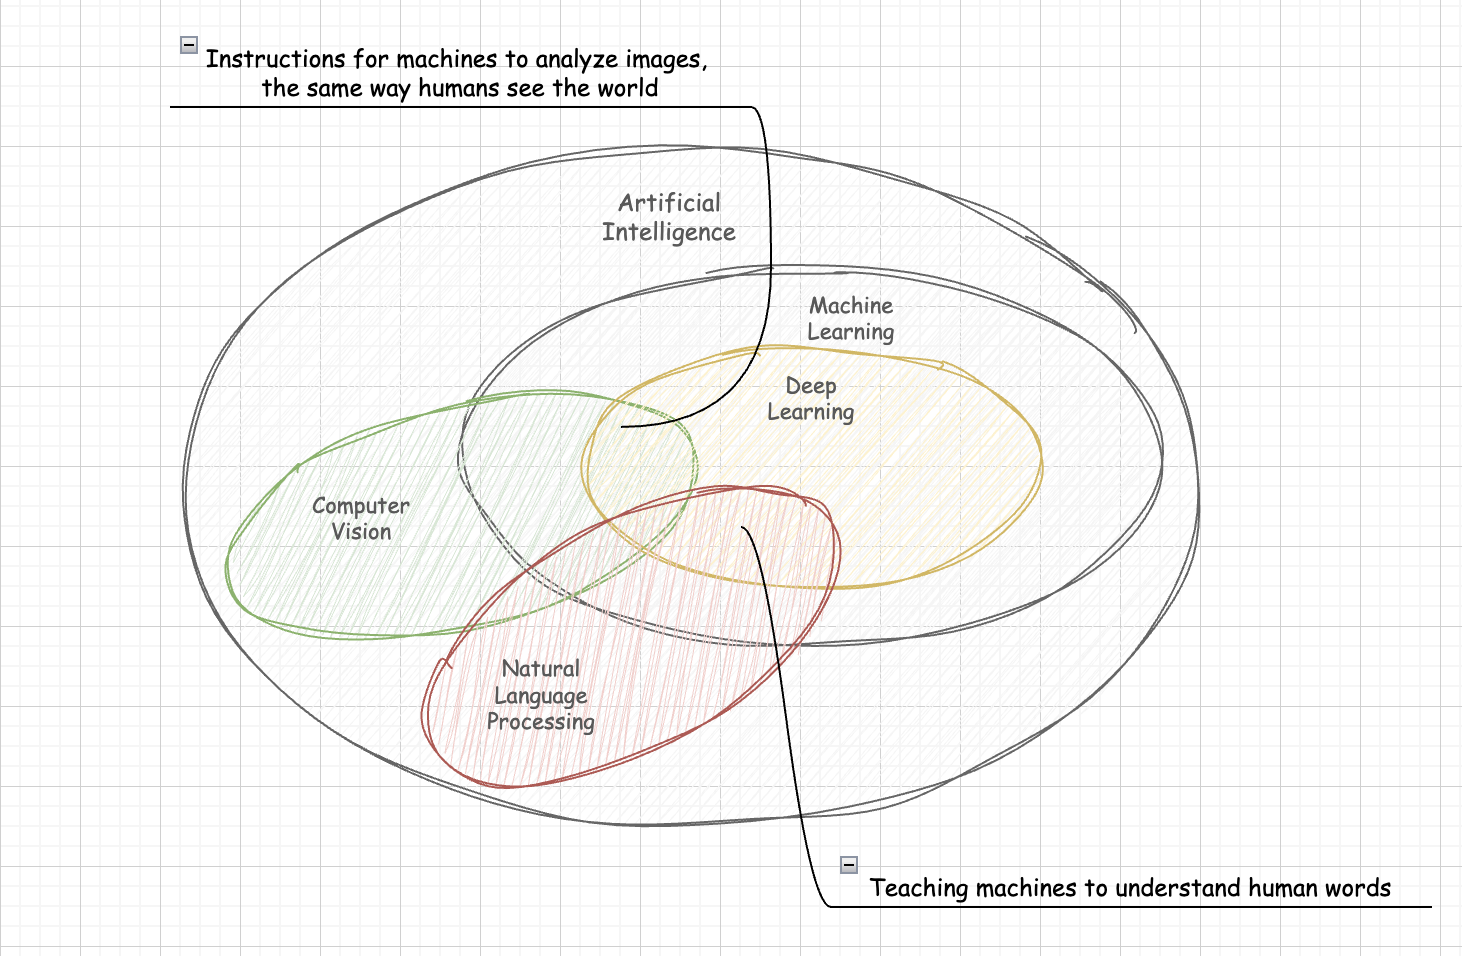 Instructions for machines to analyze images,
the same way humans see the world
Artificial
Intelligence
Machine
Learning
Deep
Learning
Computer
Vision
Natural
Language
Processing
Teaching machines to understand human words